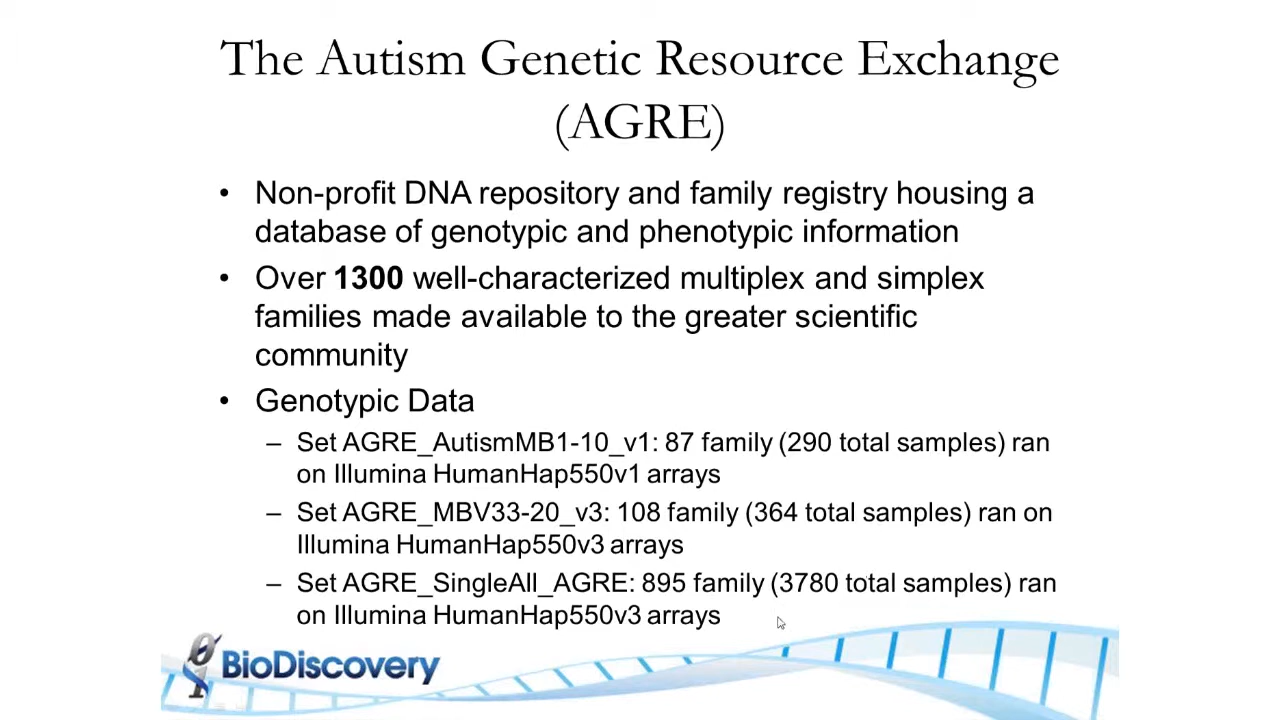 The Autism Genetic Resource Exchange
(AGRE)
• Non-profit DNA repository and family registry housing a
database of genotypic and phenotypic information
• Over 1300 well-characterized multiplex and simplex
families made available to the greater scientific
community
• Genotypic Data
– Set AGRE_AutismMB1-10_v1: 87 family (290 total samples) ran
on Illumina HumanHap550v1 arrays
– Set AGRE_MBV33-20_v3: 108 family (364 total samples) ran on
Illumina HumanHap550v3 arrays
– Set AGRE_SingleAll_AGRE: 895 family (3780 total samples) ran
on Illumina HumanHap550v3 arrays
BioDiscovery